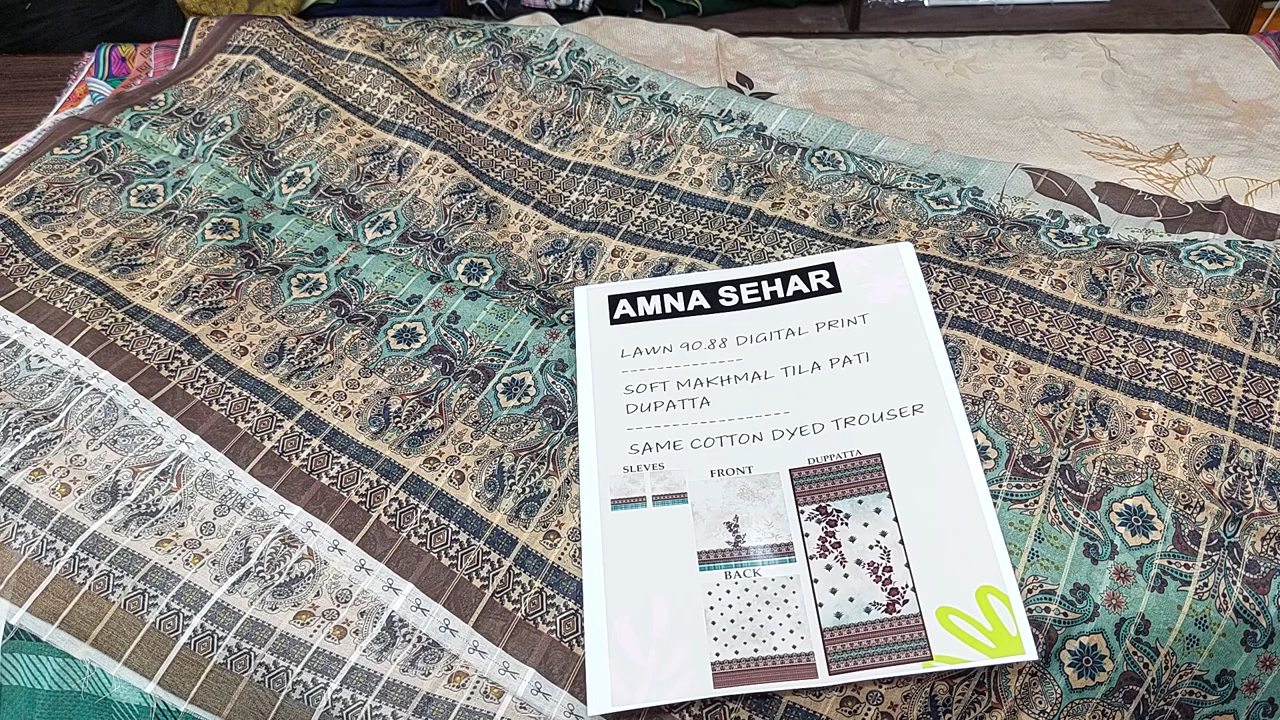 AMNA SEHAR
LAWN 90.88 DIGITAL PRINT
SOFT MAKHMAL TILA PATI
DUPATTA
SAME COTTON DYED TROUSER
SLEVES
FRONT
DUPPATTA
BACK